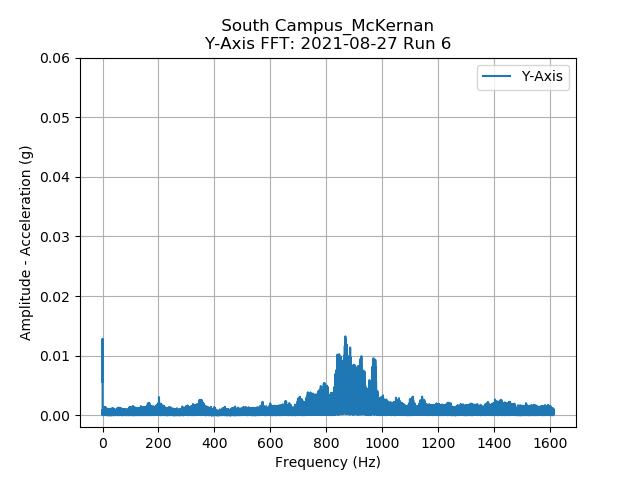 South Campus_McKernan
Y-Axis FFT: 2021-08-27 Run 6
Y-Axis
0.06
0.05
0.04
0.03
0.02
0.01
0.00
Amplitude - Acceleration (g)
0 200 400 600 800 1000 1200 1400 1600
Frequency (Hz)